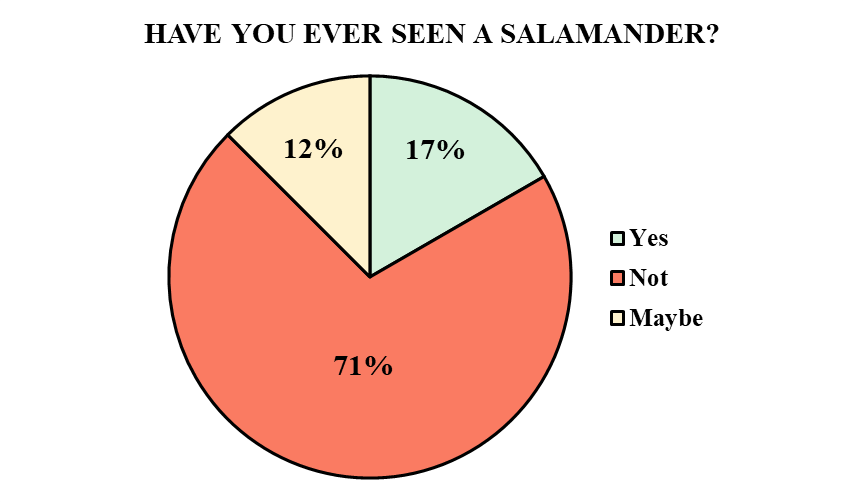 HAVE YOU EVER SEEN A SALAMANDER?
12%
17%
71%
Yes
Not
Maybe